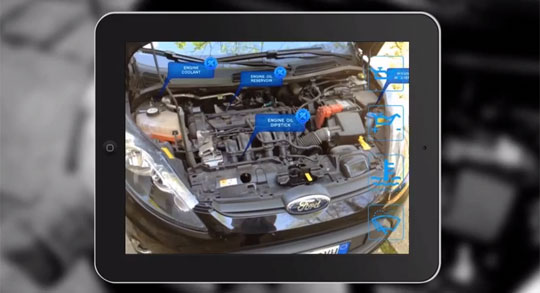 ENGINE
COOLANT
ENGINE OIL
RESERVOIR
ENGINE OIL
DIPSTICK
Ford